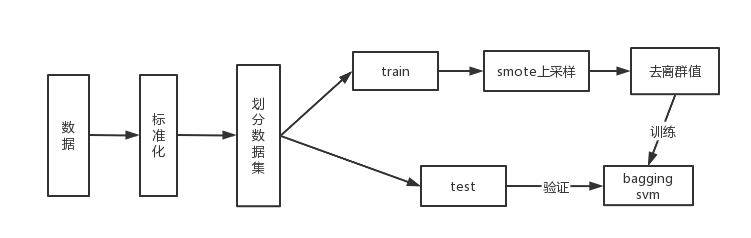 数据
标准化
划分数据集
train
smote上采样
去离群值
训练
test
验证
bagging
svm